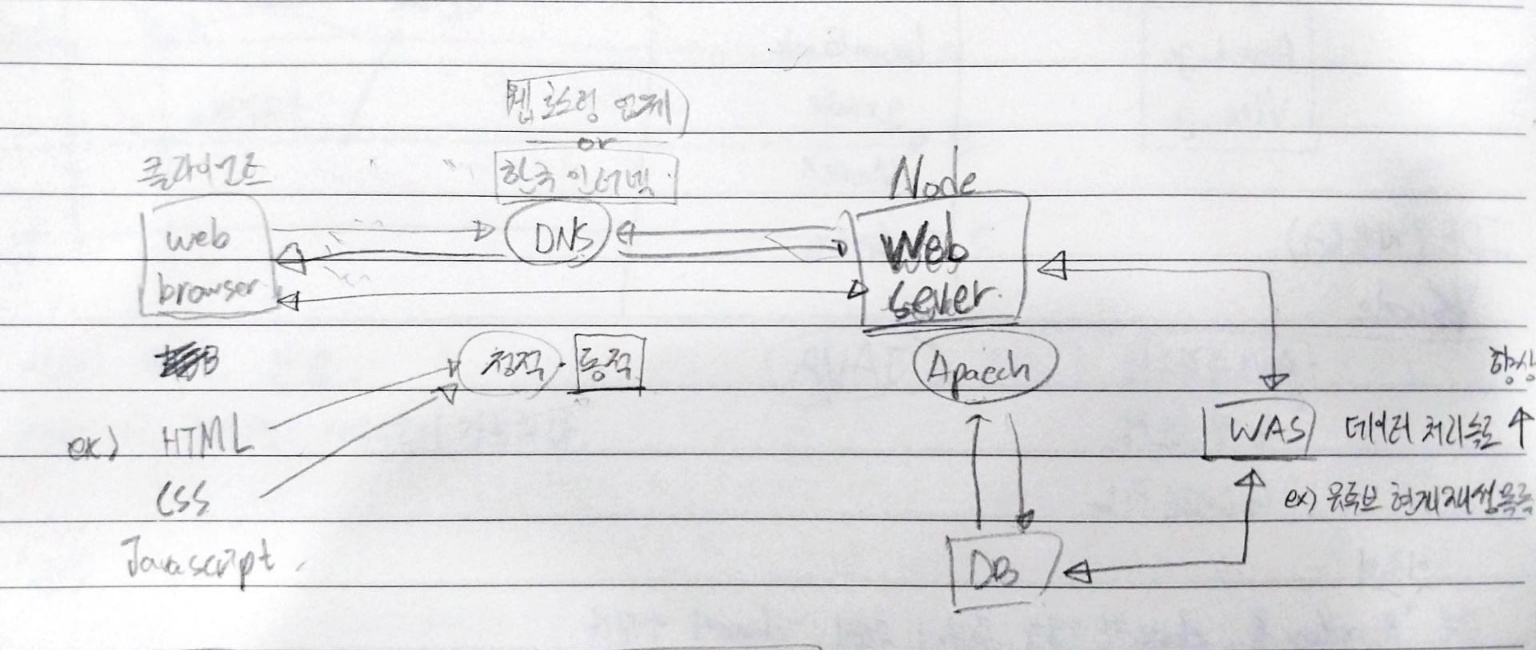 웹 호스팅 업체
or
한국 인터넷
클라이언트
Node
web
browser
DNS
Web
Sever
정적 · 동적
Apacch
향상
ex) HTML
WAS
데이터 처리속도 ↑
CSS
ex) 유튜브 현재재생목록
Javascript
DB